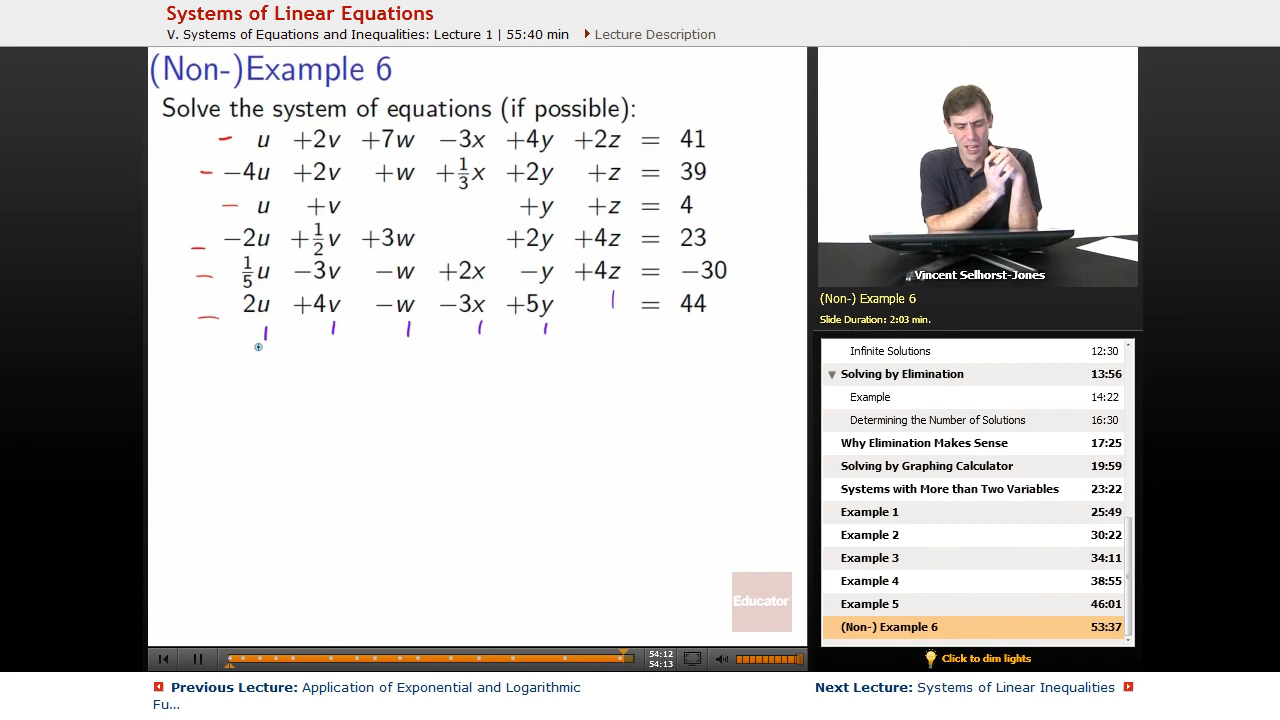 Systems of Linear Equations
V. Systems of Equations and Inequalities: Lecture 1 | 55:40 min Lecture Description
(Non-)Example 6
Solve the system of equations (if possible):
u +2v +7w −3x +4y +2z = 41
−4u +2v +w +1/3x +2y +z = 39
u +v +y +z = 4
−2u +1/2v +3w +2y +4z = 23
1/5u −3v −w +2x −y +4z = −30
2u +4v −w −3x +5y = 44
Educator
Vincent Selhorst-Jones
(Non-) Example 6
Slide Duration: 2:03 min.
Infinite Solutions 12:30
Solving by Elimination 13:56
Example 14:22
Determining the Number of Solutions 16:30
Why Elimination Makes Sense 17:25
Solving by Graphing Calculator 19:59
Systems with More than Two Variables 23:22
Example 1 25:49
Example 2 30:22
Example 3 34:11
Example 4 38:55
Example 5 46:01
(Non-) Example 6 53:37
54:12
54:13
Click to dim lights
Previous Lecture: Application of Exponential and Logarithmic
Fu...
Next Lecture: Systems of Linear Inequalities